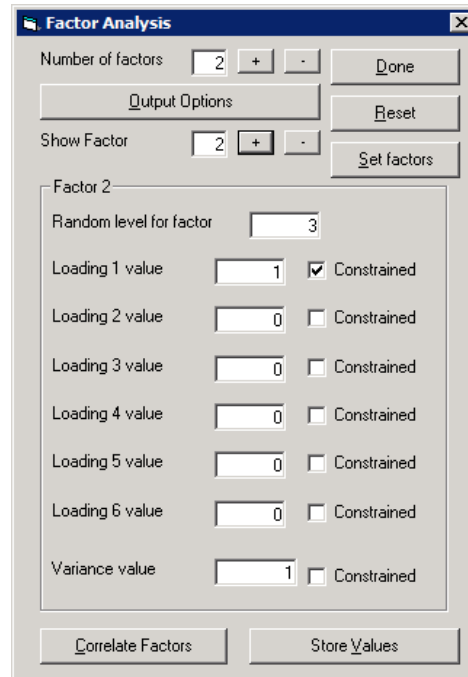 Factor Analysis
Number of factors 2 + - Done
Output Options
Reset
Show Factor 2 + -
Set factors
Factor 2
Random level for factor 3
Loading 1 value 1 Constrained
Loading 2 value 0 Constrained
Loading 3 value 0 Constrained
Loading 4 value 0 Constrained
Loading 5 value 0 Constrained
Loading 6 value 0 Constrained
Variance value 1 Constrained
Correlate Factors Store Values